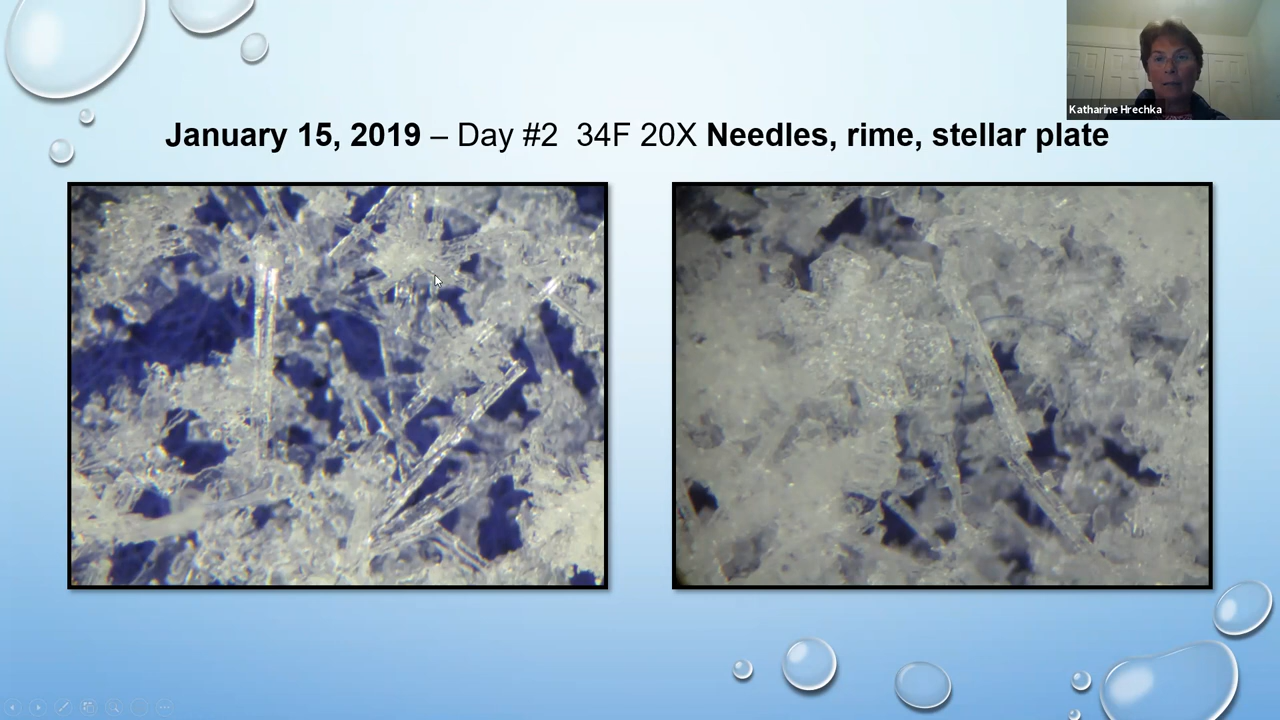 Katharine Hrechka
January 15, 2019 – Day #2 34F 20X Needles, rime, stellar plate